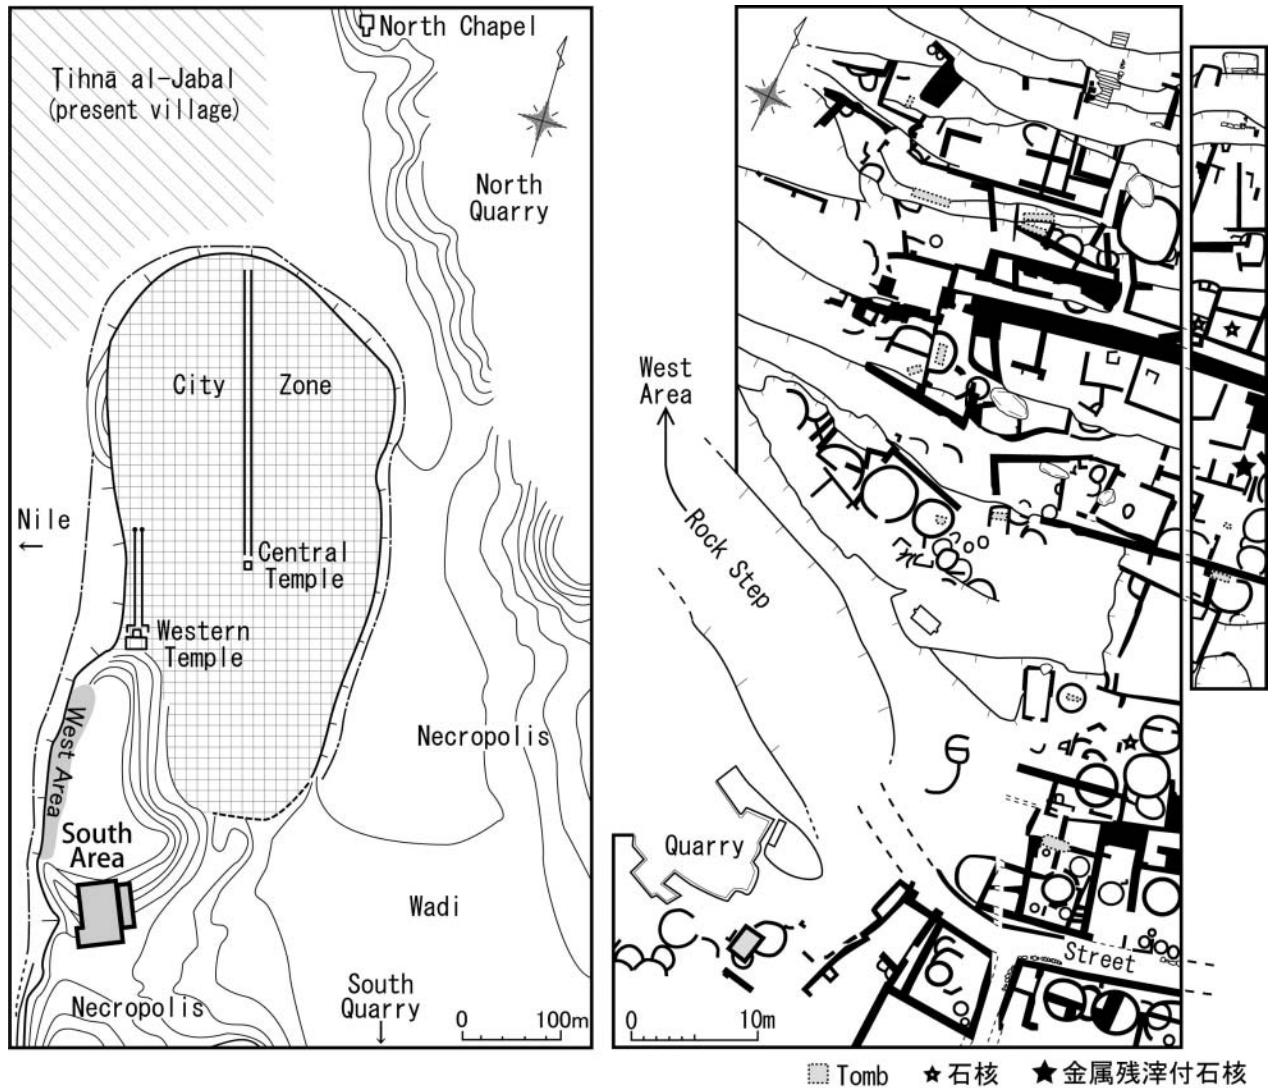 North Chapel
Ṭihnā al-Jabal
(present village)
North
Quarry
City Zone
Nile
←
Central
Temple
Western
Temple
West Area
Necropolis
South
Area
Wadi
Necropolis
South
Quarry
↓
0 100m
West
Area
Rock Step
Quarry
Street
0 10m
Tomb ☆石核 ★金属残滓付石核